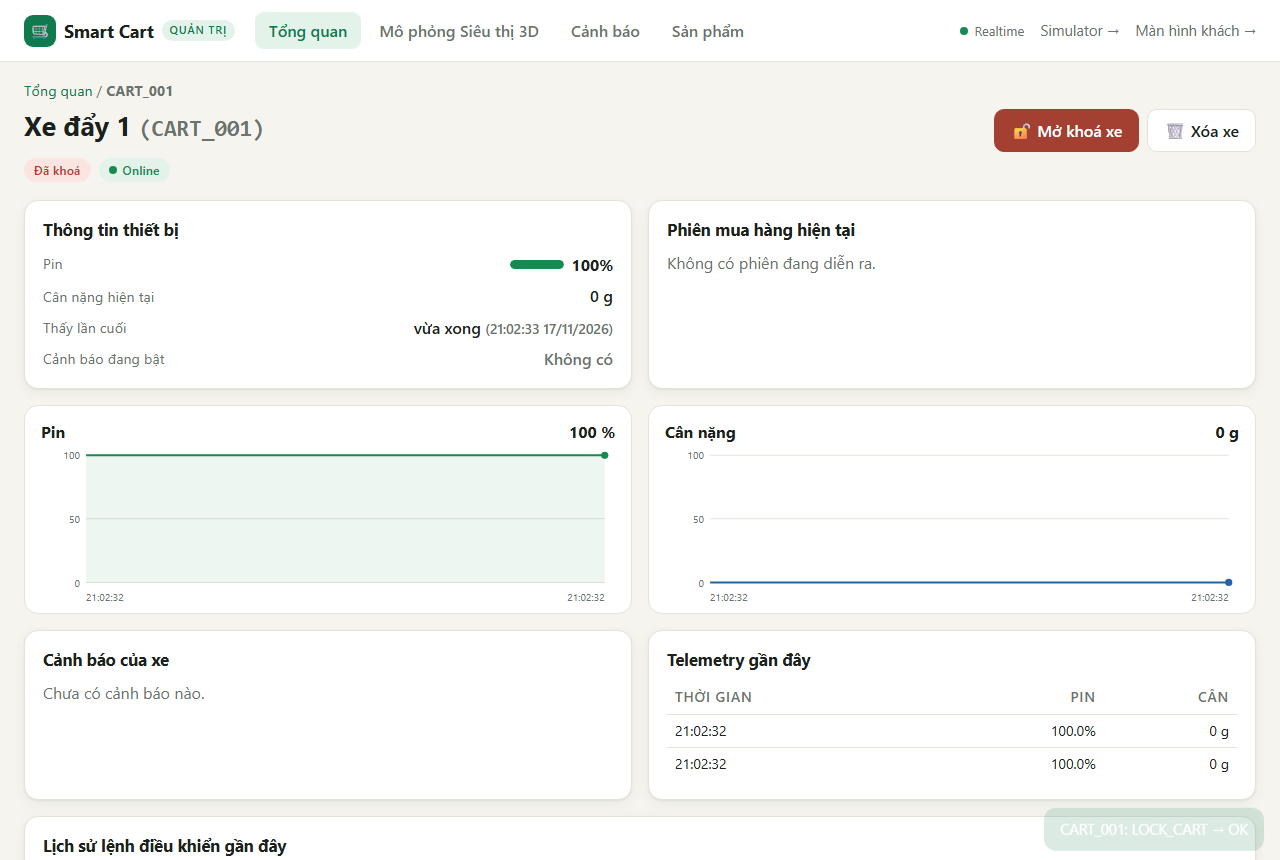 Smart Cart QUẢN TRỊ Tổng quan Mô phỏng Siêu thị 3D Cảnh báo Sản phẩm Realtime Simulator → Màn hình khách →
Tổng quan / CART_001
Xe đẩy 1 (CART_001)
Mở khoá xe Xóa xe
Đã khoá Online
Thông tin thiết bị
Pin 100%
Cân nặng hiện tại 0 g
Thấy lần cuối vừa xong (21:02:33 17/11/2026)
Cảnh báo đang bật Không có
Phiên mua hàng hiện tại
Không có phiên đang diễn ra.
Pin 100 %
100
50
0
21:02:32 21:02:32
Cân nặng 0 g
100
50
0
21:02:32 21:02:32
Cảnh báo của xe
Chưa có cảnh báo nào.
Telemetry gần đây
THỜI GIAN PIN CÂN
21:02:32 100.0% 0 g
21:02:32 100.0% 0 g
Lịch sử lệnh điều khiển gần đây
CART_001: LOCK_CART → OK